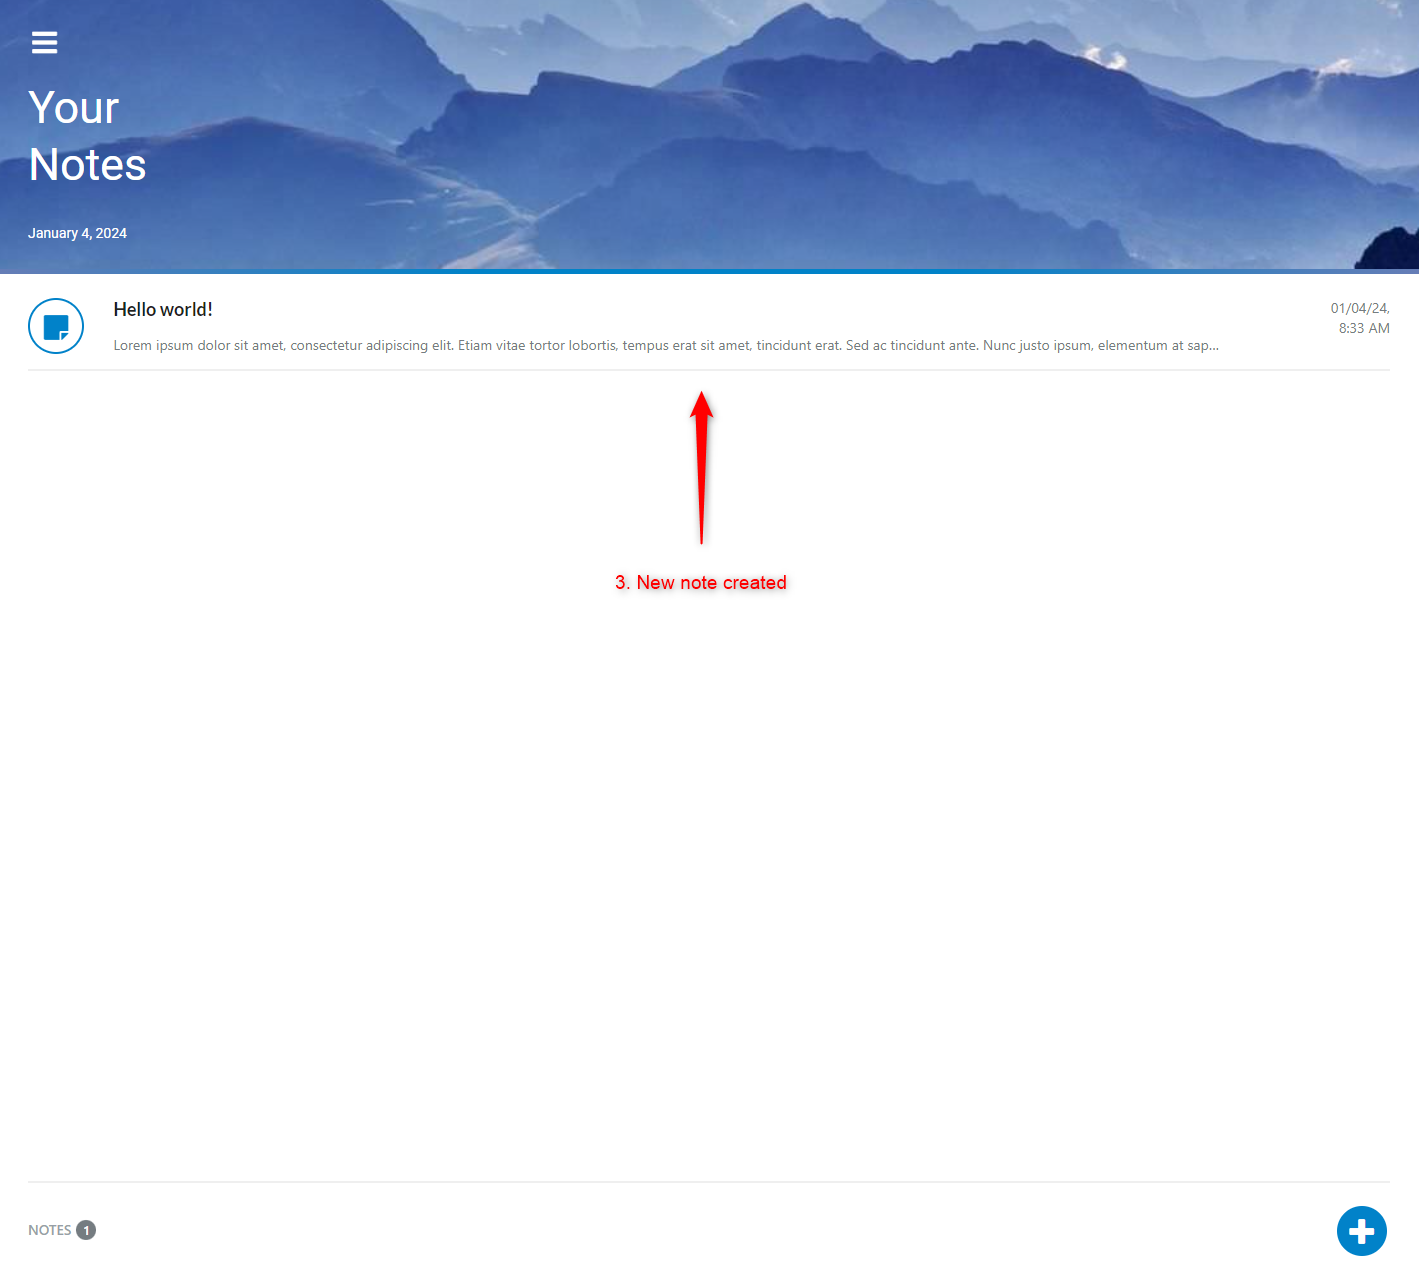 Your
Notes
January 4, 2024
Hello world!
01/04/24,
8:33 AM
Lorem ipsum dolor sit amet, consectetur adipiscing elit. Etiam vitae tortor lobortis, tempus erat sit amet, tincidunt erat. Sed ac tincidunt ante. Nunc justo ipsum, elementum at sap...
3. New note created
NOTES 1